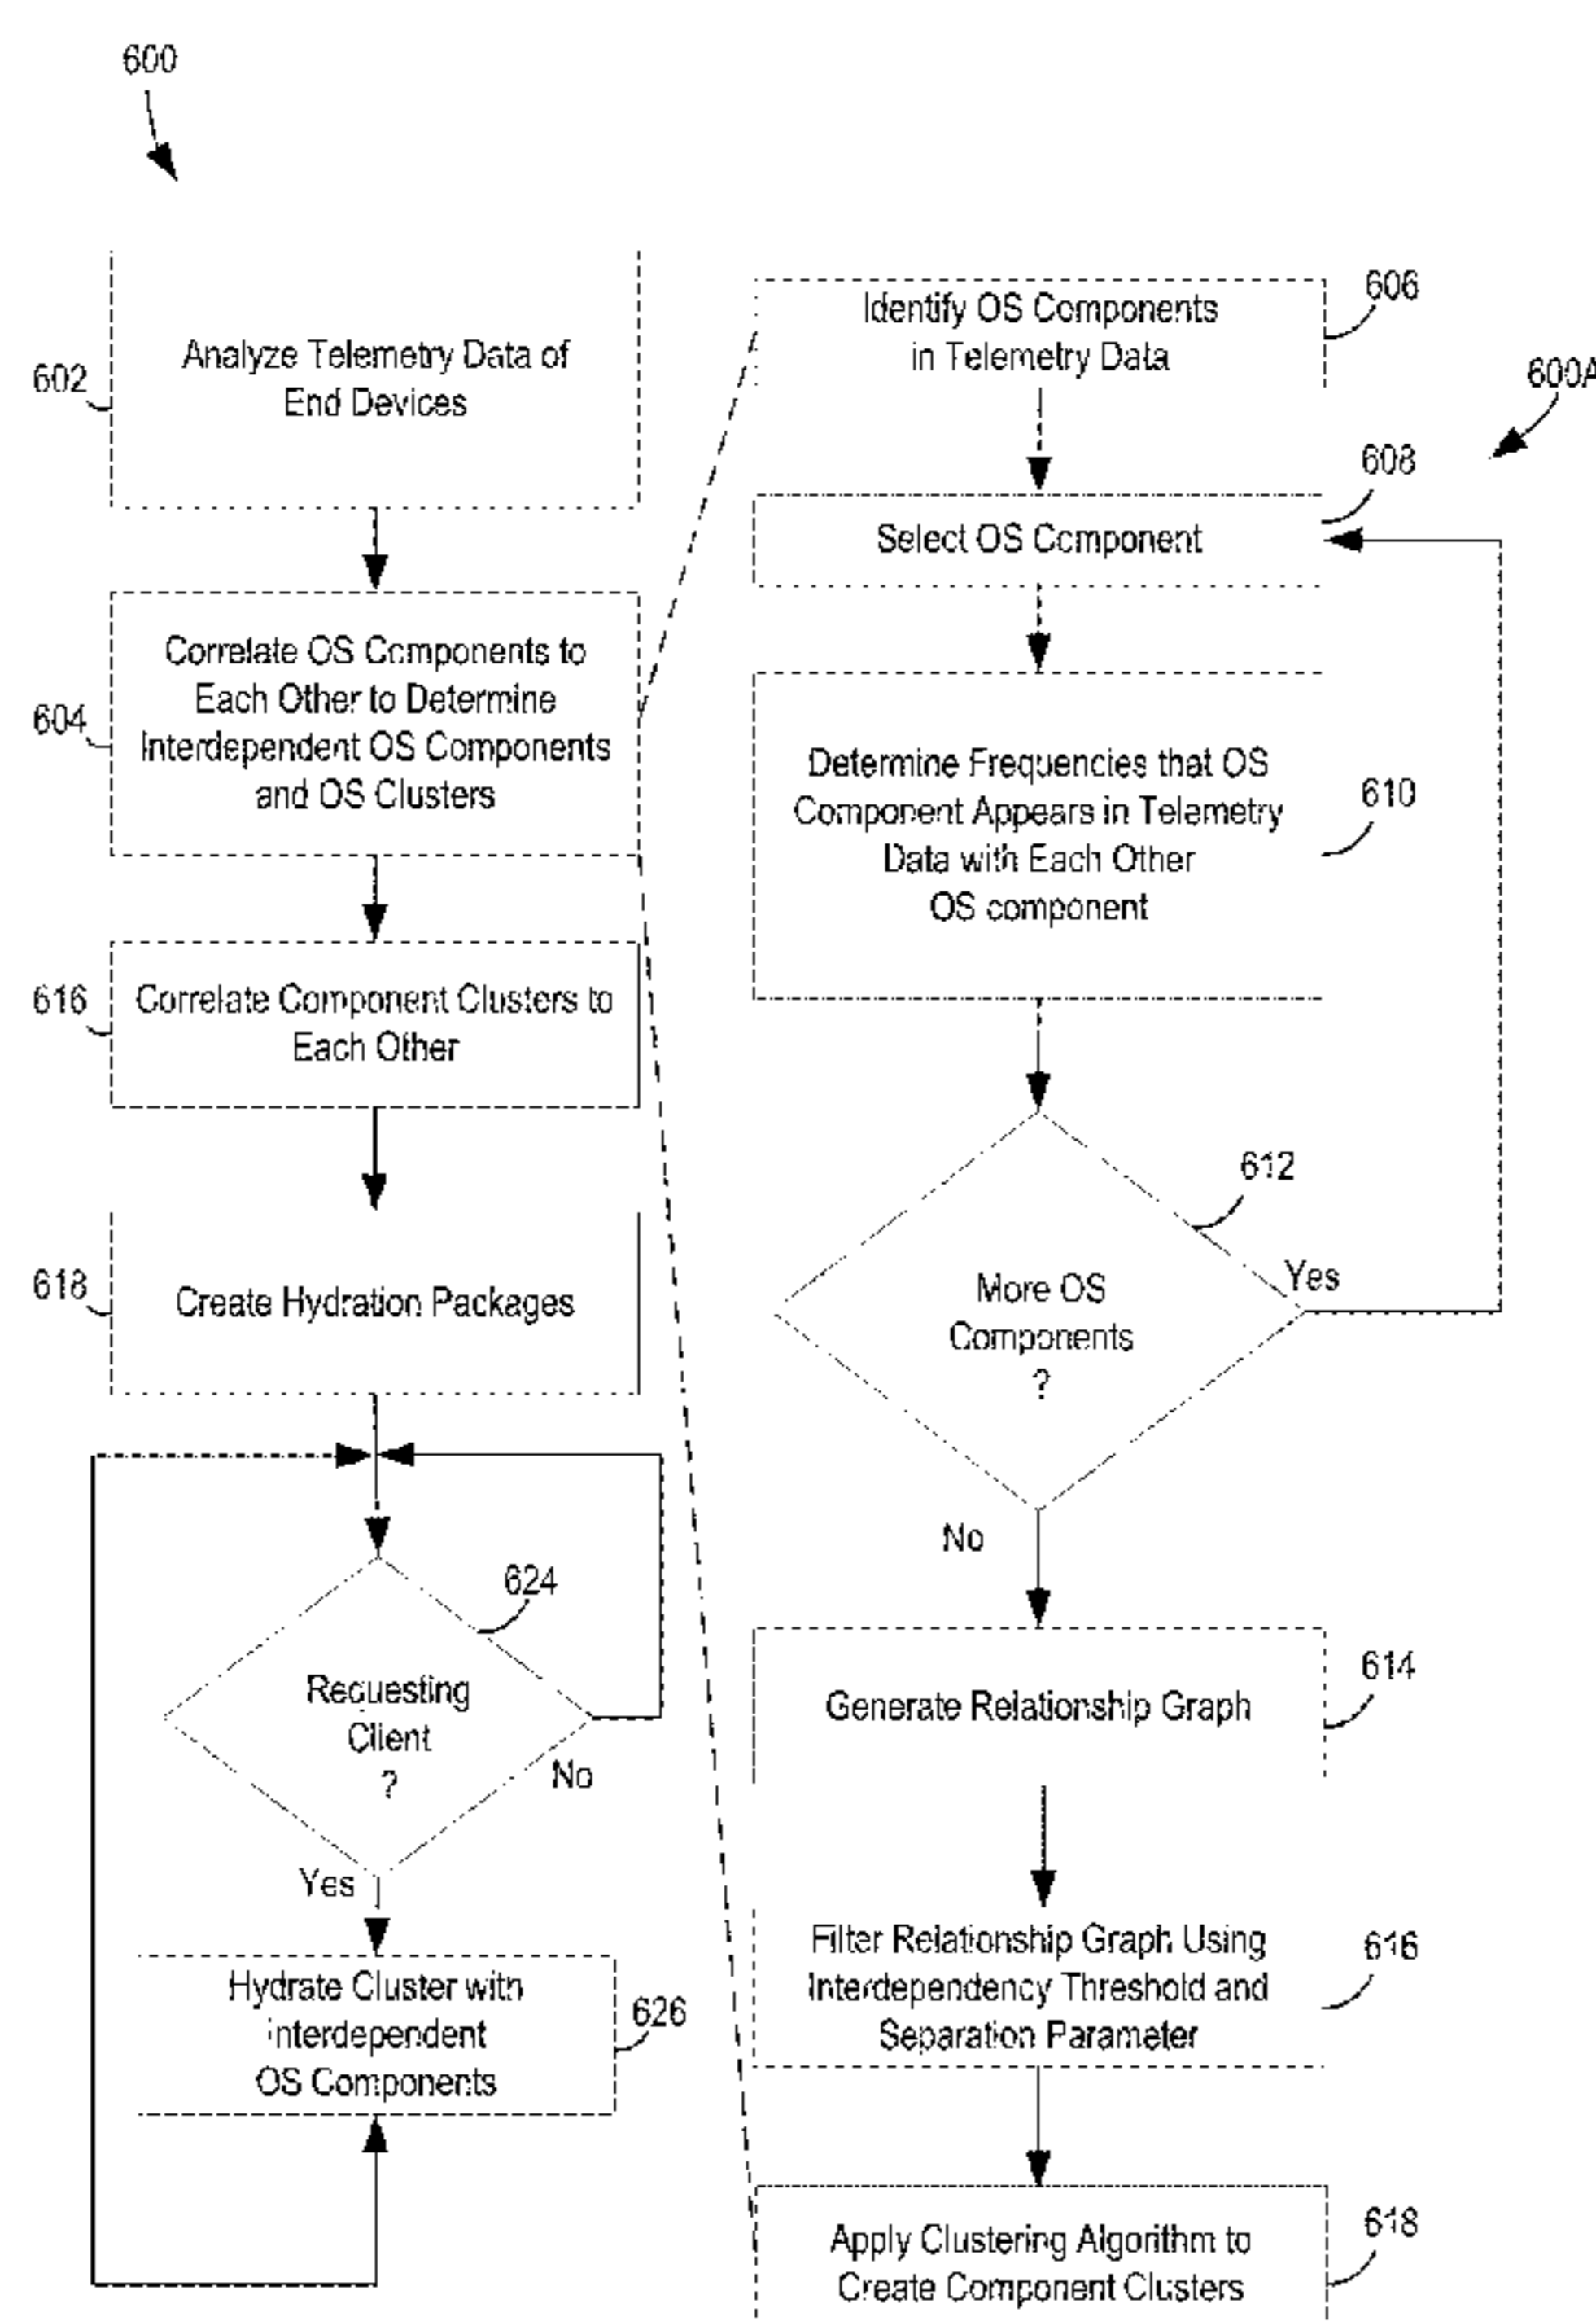 600
602
Analyze Telemetry Data of
End Devices
604
Correlate OS Components to
Each Other to Determine
Interdependent OS Components
and OS Clusters
616
Correlate Component Clusters to
Each Other
618
Create Hydration Packages
624
Requesting
Client
?
No
Yes
Hydrate Cluster with
interdependent
OS Components
626
606
Identify OS Components
in Telemetry Data
600A
608
Select OS Component
Determine Frequencies that OS
Component Appears in Telemetry
Data with Each Other
OS component
610
612
More OS
Components
?
Yes
No
614
Generate Relationship Graph
Filter Relationship Graph Using
Interdependency Threshold and
Separation Parameter
616
Apply Clustering Algorithm to
Create Component Clusters
618